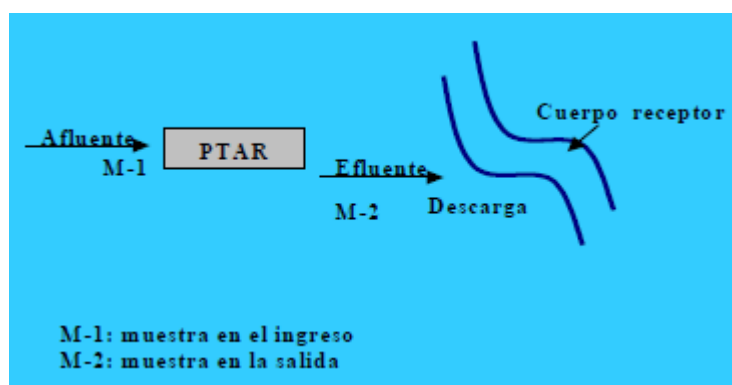 Afluente
M-1
PTAR
Efluente
M-2
Descarga
Cuerpo receptor
M-1: muestra en el ingreso
M-2: muestra en la salida